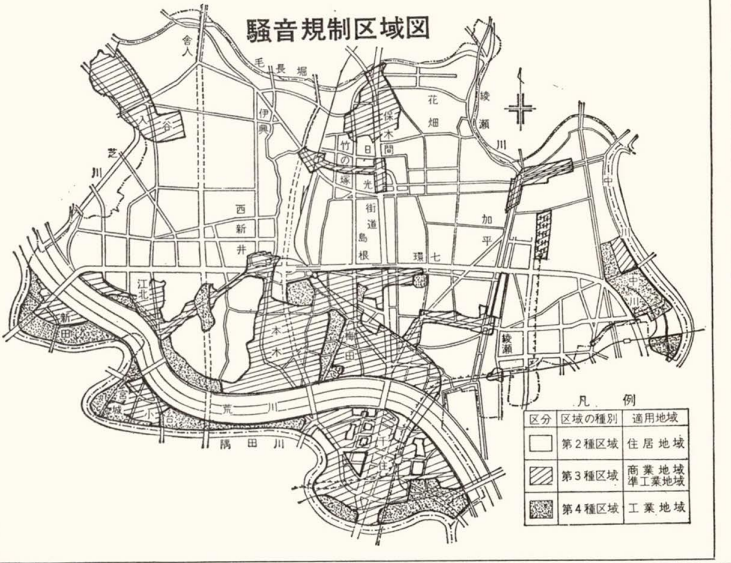 騒音規制区域図
舎人
毛長堀
花畑
綾瀬川
伊興
保木間
入谷
竹の塚
日光街道
芝川
中川
西新井
島根
加平
環七
江北
新田
本木
梅田
綾瀬
宮城
荒川
隅田川
千住
凡例
区分 区域の種別 適用地域
第2種区域 住居地域
第3種区域 商業地域 準工業地域
第4種区域 工業地域